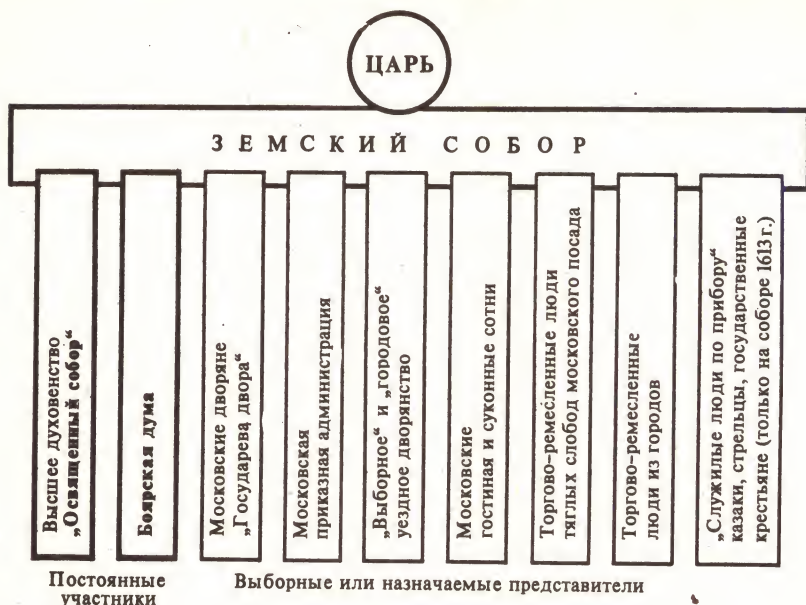 ЦАРЬ
ЗЕМСКИЙ СОБОР
Высшее духовенство
„Освященный собор“
Боярская дума
Московские дворяне
„Государева двора“
Московская
приказная администрация
„Выборное“ и „городовое“
уездное дворянство
Московские
гостиная и суконные сотни
Торгово-ремесленные люди
тяглых слобод московского посада
Торгово-ремесленные
люди из городов
„Служилые люди по прибору“
казаки, стрельцы, государственные
крестьяне (только на соборе 1613 г.)
Постоянные
участники
Выборные или назначаемые представители